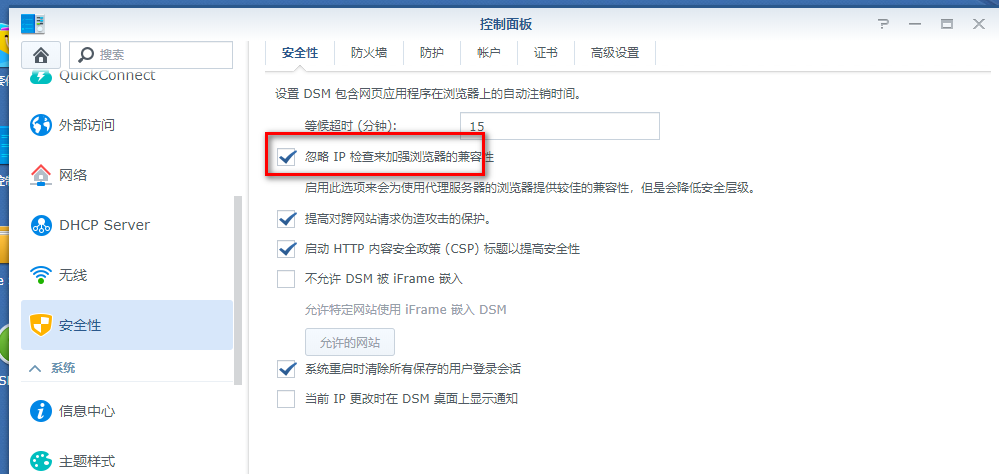 控制面板
搜索
安全性
防火墙
防护
帐户
证书
高级设置
QuickConnect
外部访问
网络
DHCP Server
无线
安全性
系统
信息中心
主题样式
设置 DSM 包含网页应用程序在浏览器上的自动注销时间。
等候超时 (分钟):
15
忽略 IP 检查来加强浏览器的兼容性
启用此选项来会为使用代理服务器的浏览器提供较佳的兼容性，但是会降低安全层级。
提高对跨网站请求伪造攻击的保护。
启动 HTTP 内容安全政策 (CSP) 标题以提高安全性
不允许 DSM 被 iFrame 嵌入
允许特定网站使用 iFrame 嵌入 DSM
允许的网站
系统重启时清除所有保存的用户登录会话
当前 IP 更改时在 DSM 桌面上显示通知